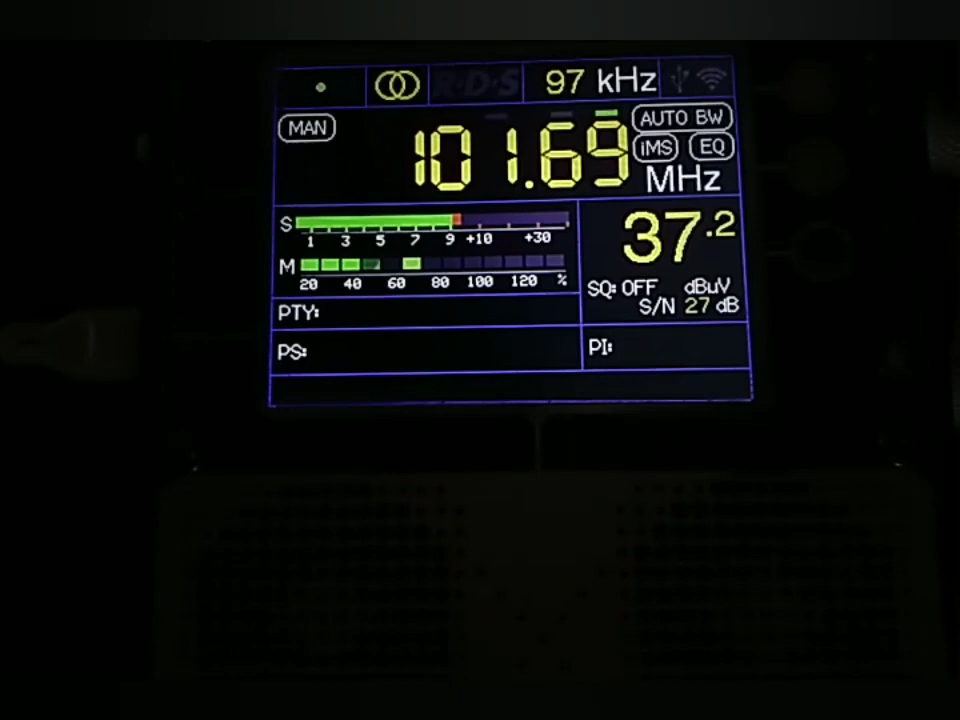 R·D·S 97 kHz
MAN 101.69 AUTO BW
iMS EQ
MHz
S 1 3 5 7 9 +10 +30
37.2
M 20 40 60 80 100 120 %
SQ: OFF dBuV
S/N 27 dB
PTY:
PS: PI: